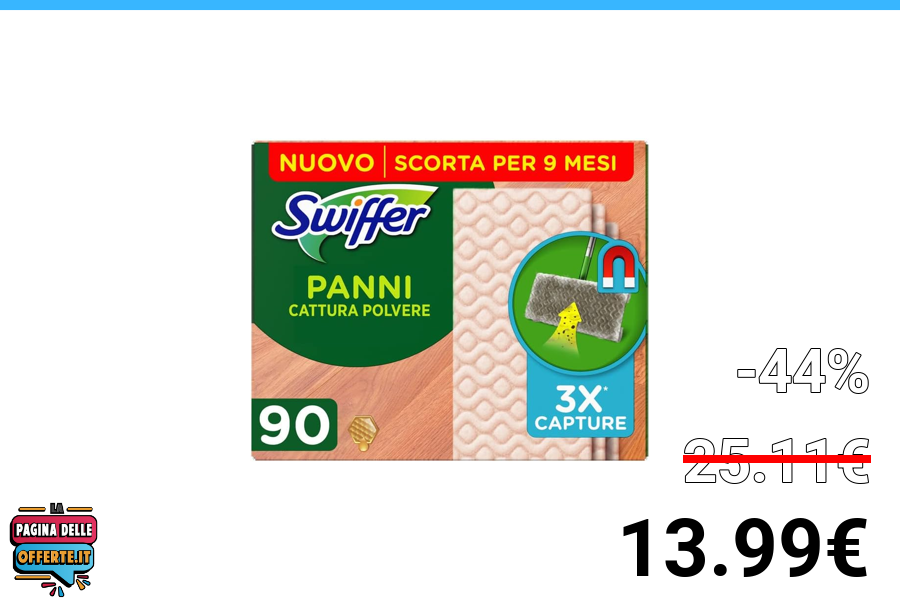 NUOVO SCORTA PER 9 MESI
Swiffer
PANNI
CATTURA POLVERE
3X*
CAPTURE
90
-44%
25.11€
13.99€
LA
PAGINA DELLE
OFFERTE.IT